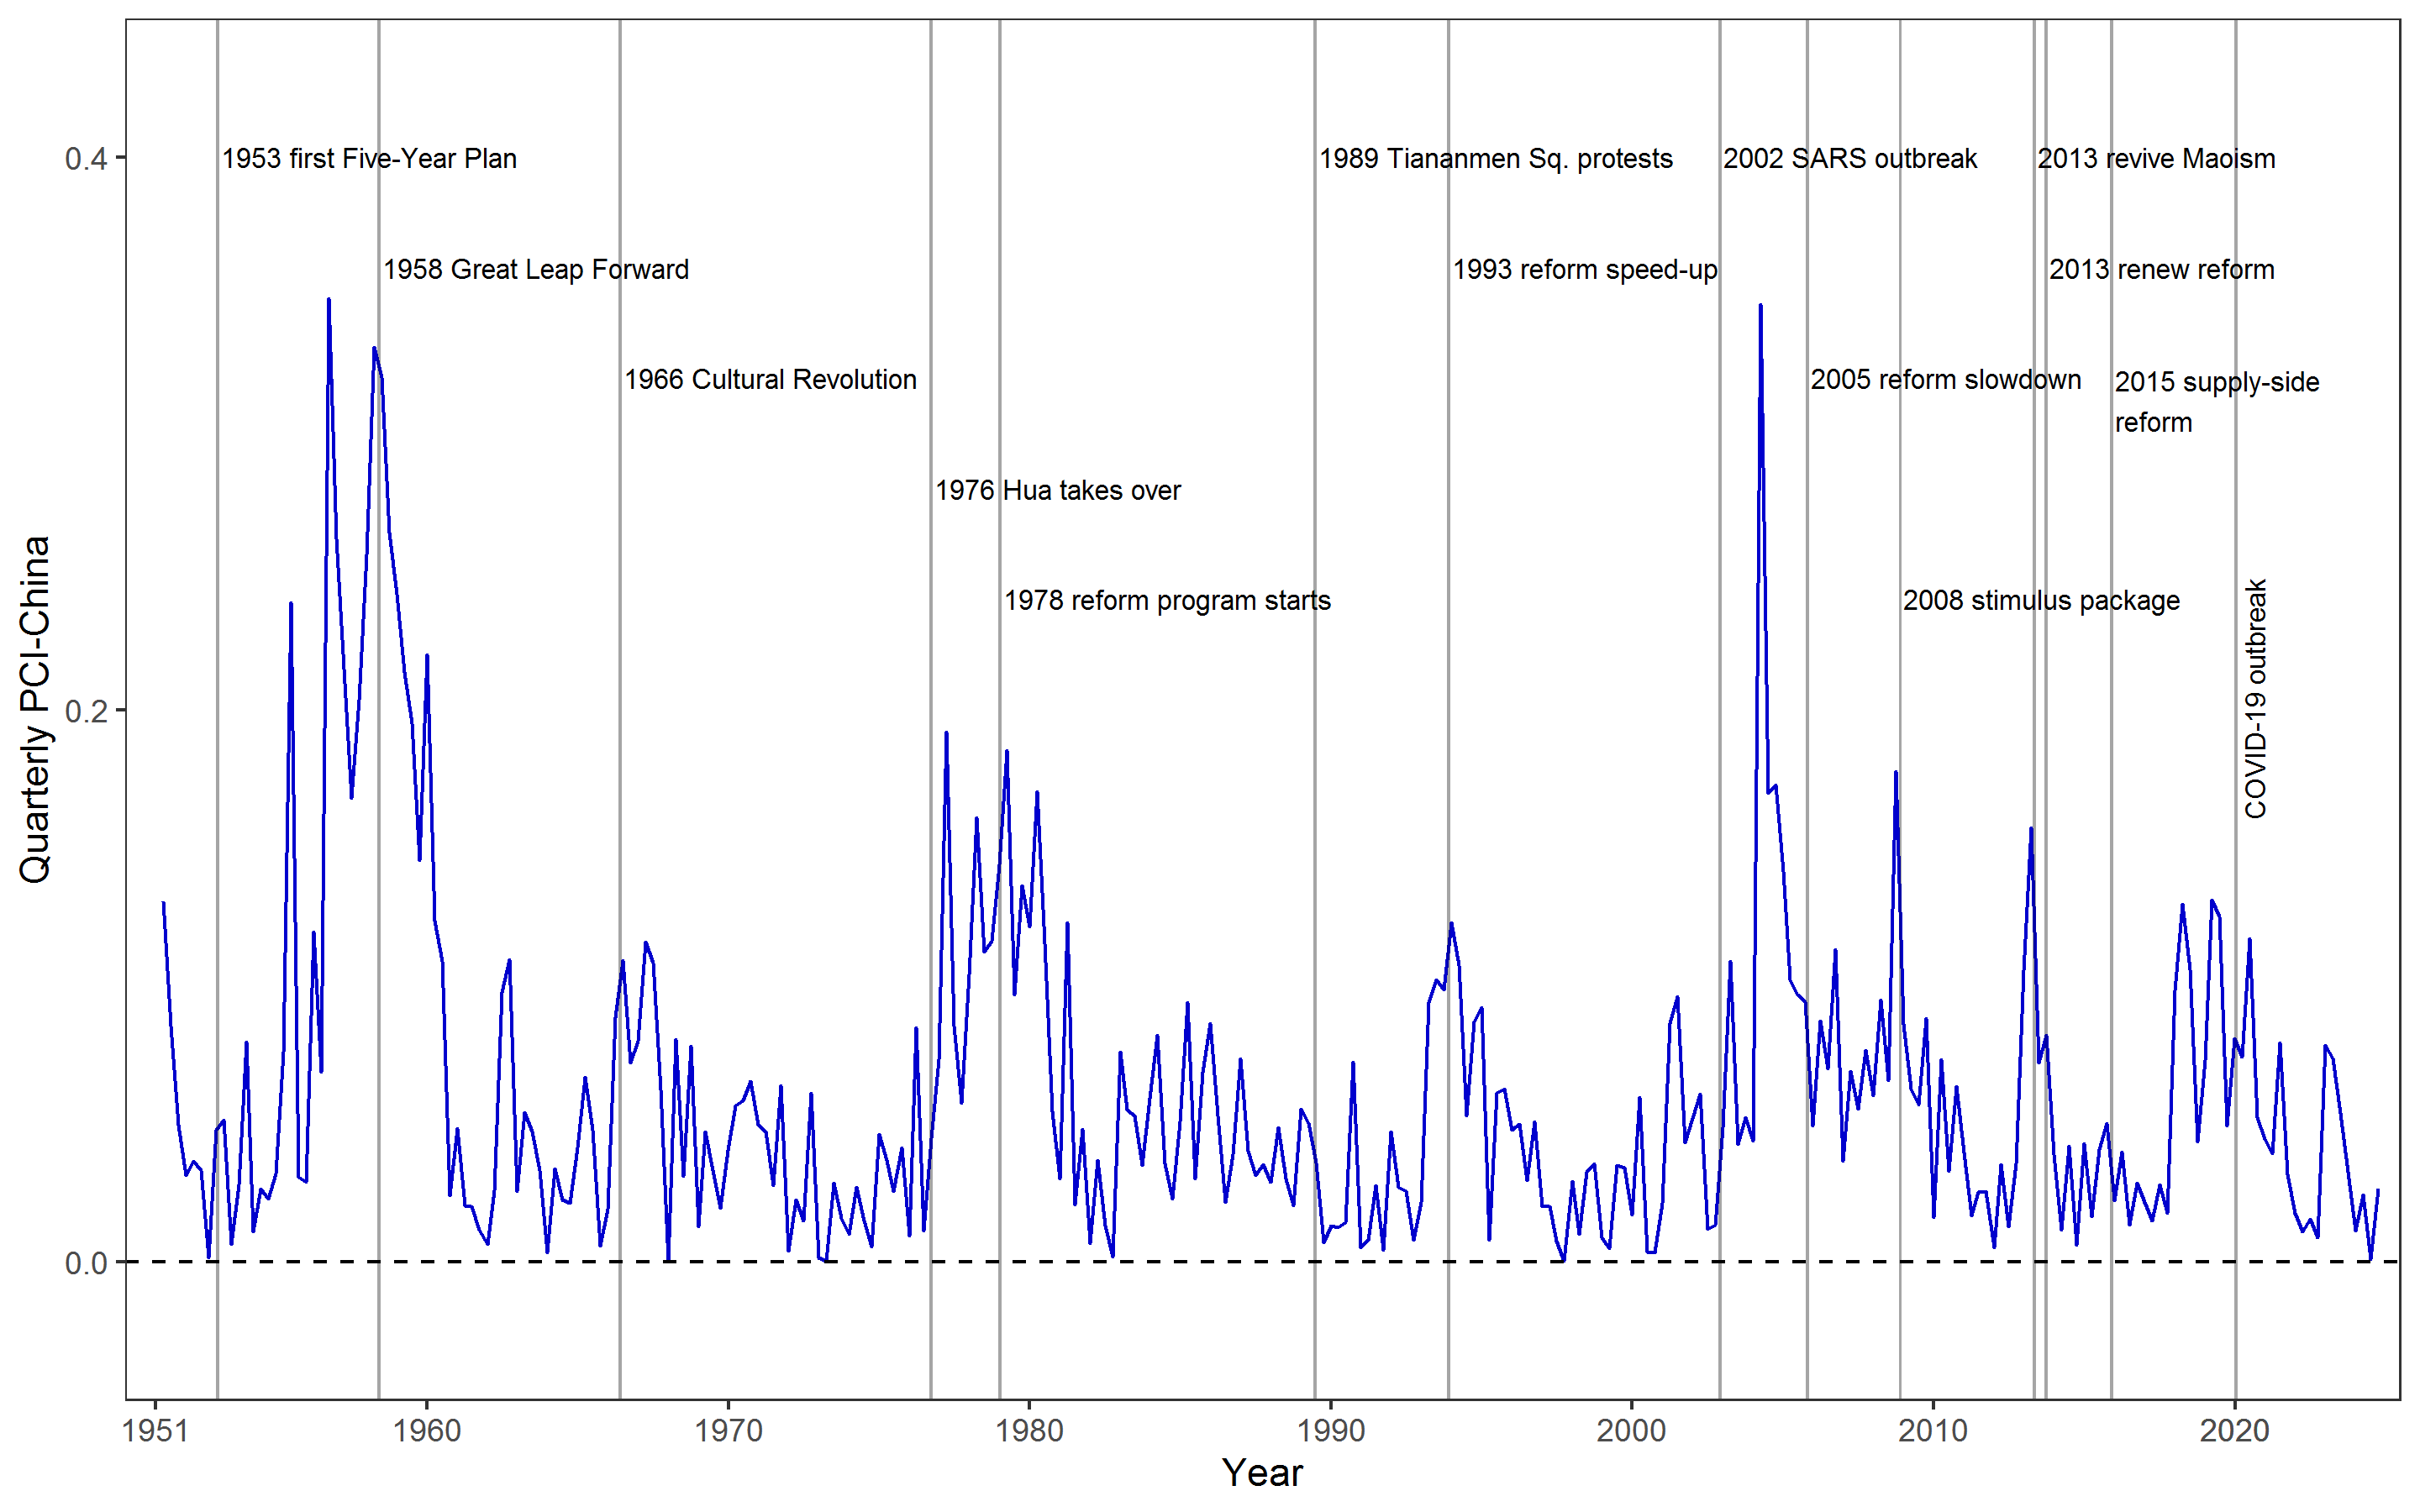 0.4
0.2
0.0
Quarterly PCI-China
1953 first Five-Year Plan
1989 Tiananmen Sq. protests
2002 SARS outbreak
2013 revive Maoism
1958 Great Leap Forward
1993 reform speed-up
2013 renew reform
1966 Cultural Revolution
2005 reform slowdown
2015 supply-side
reform
1976 Hua takes over
1978 reform program starts
2008 stimulus package
COVID-19 outbreak
1951
1960
1970
1980
1990
2000
2010
2020
Year